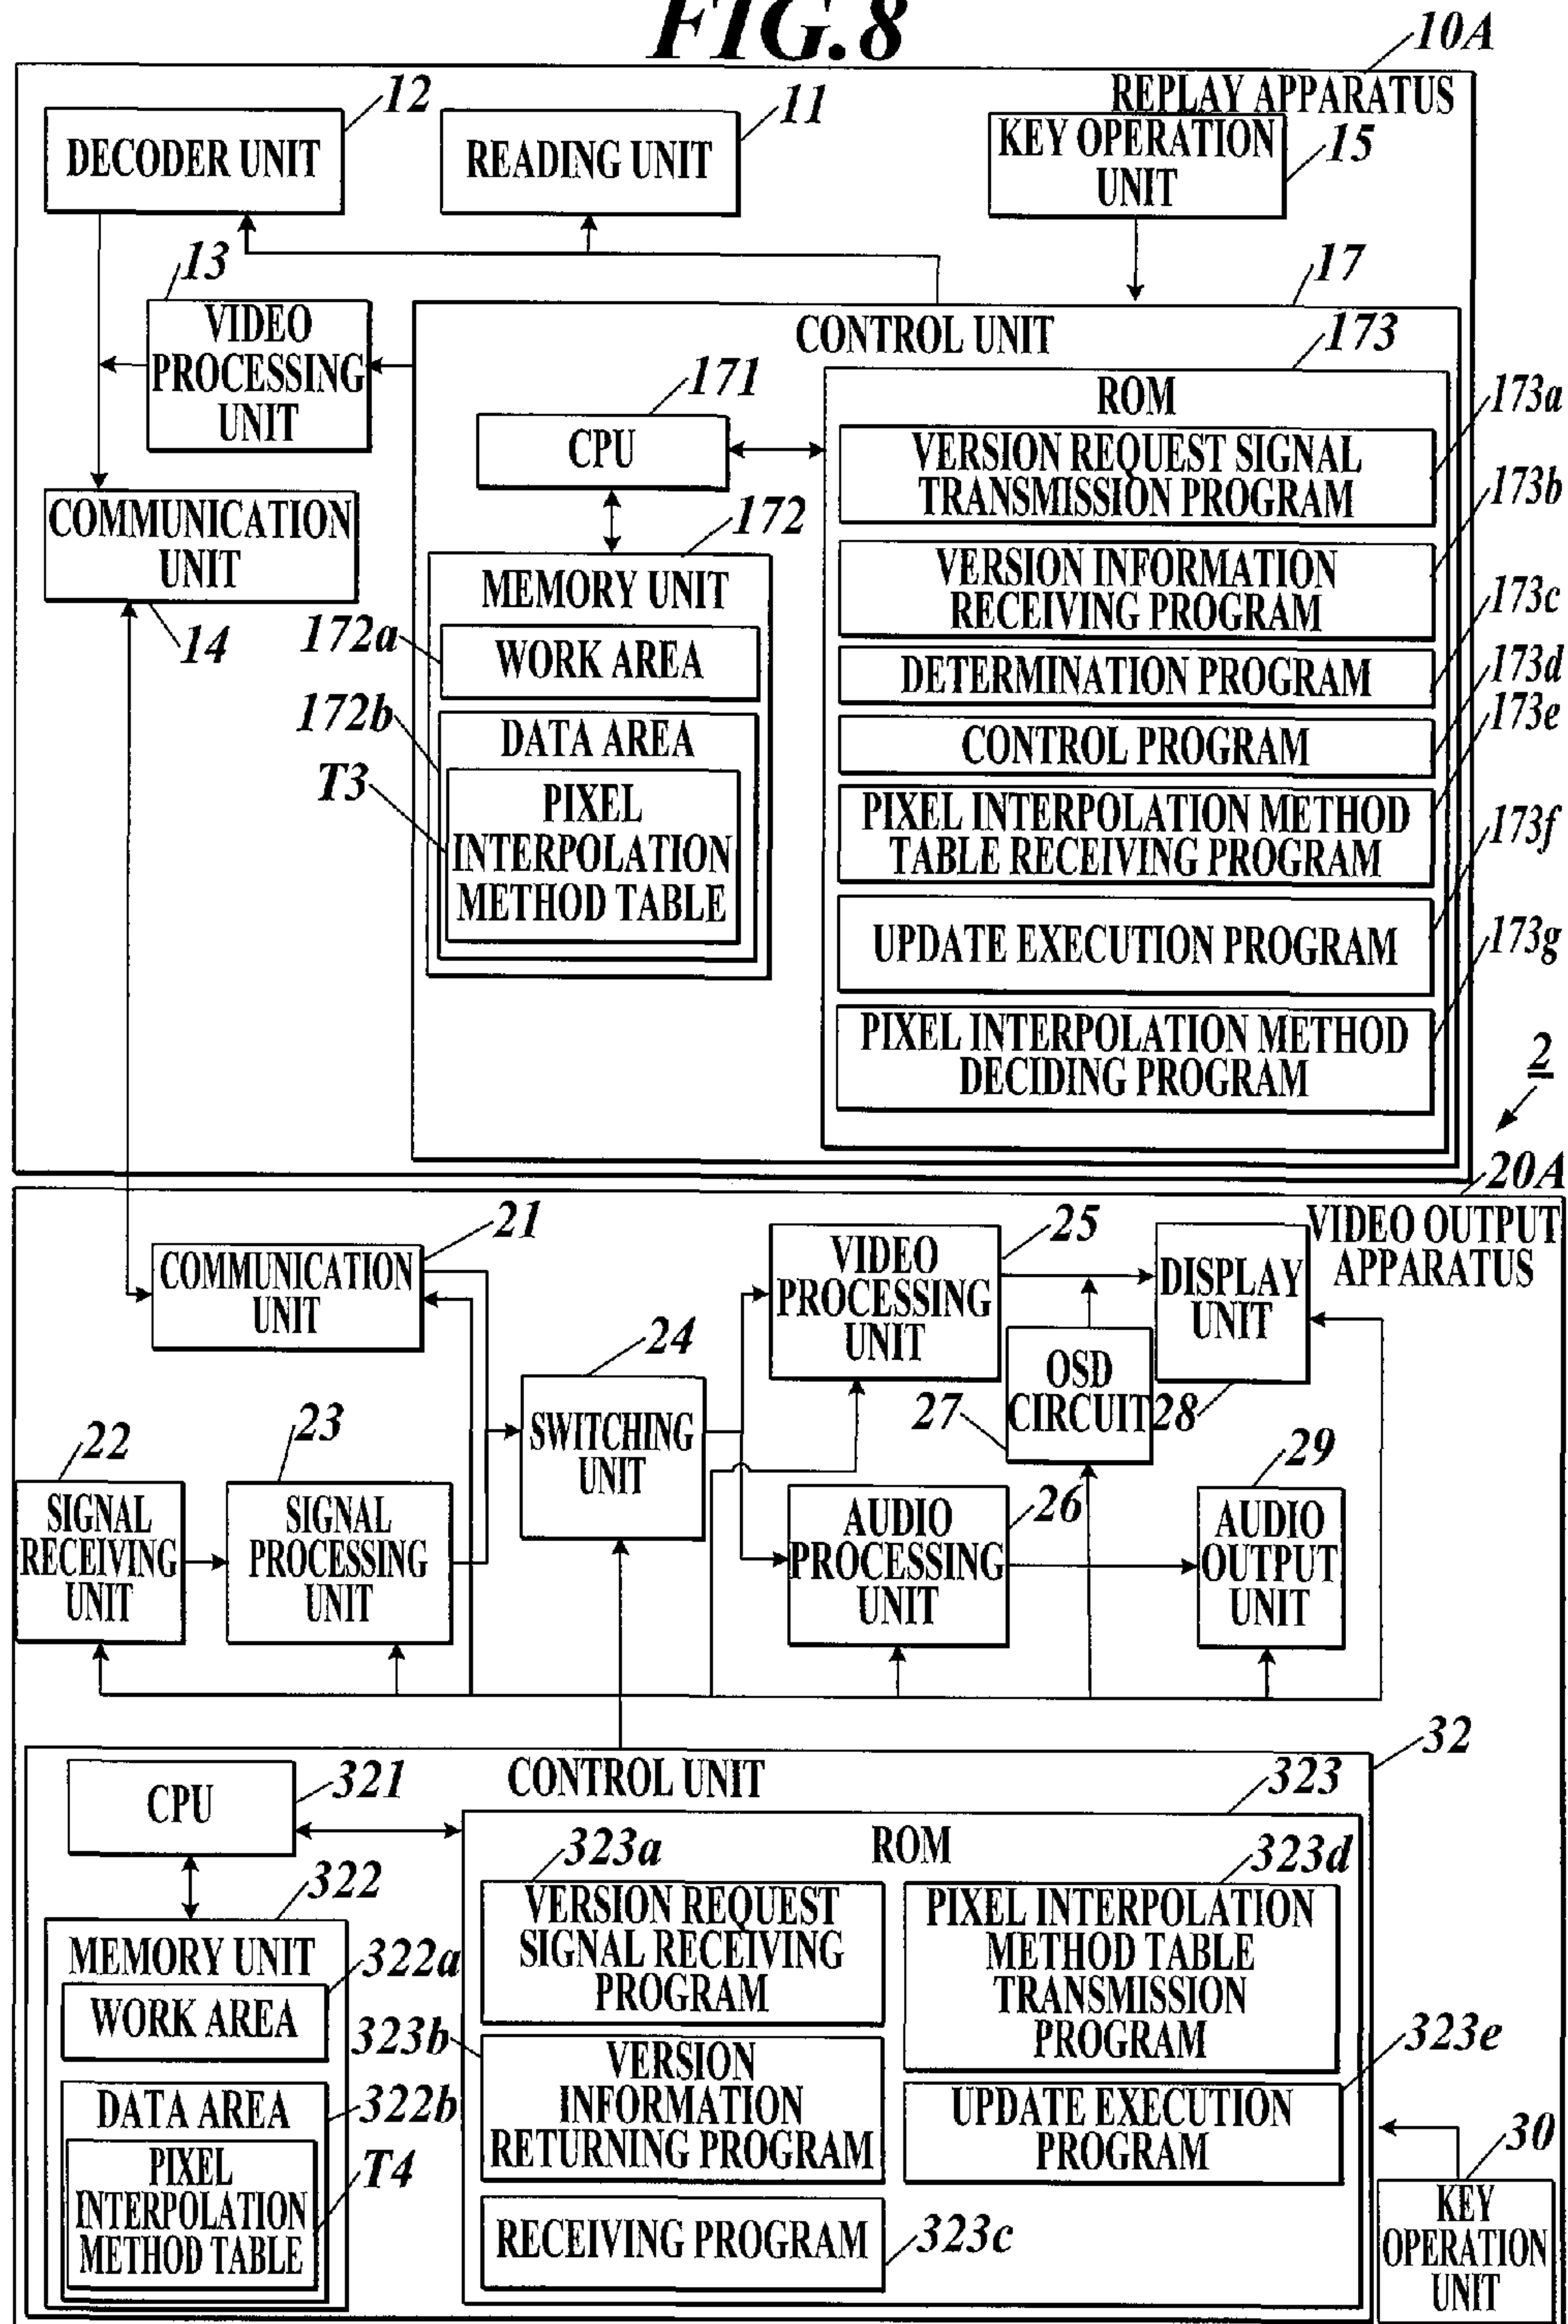 FIG.8
10A
REPLAY APPARATUS
12
DECODER UNIT
11
READING UNIT
KEY OPERATION
UNIT
15
13
VIDEO
PROCESSING
UNIT
COMMUNICATION
UNIT
14
17
CONTROL UNIT
171
CPU
172
MEMORY UNIT
172a
WORK AREA
172b
DATA AREA
T3
PIXEL
INTERPOLATION
METHOD TABLE
173
ROM
173a
VERSION REQUEST SIGNAL
TRANSMISSION PROGRAM
173b
VERSION INFORMATION
RECEIVING PROGRAM
173c
DETERMINATION PROGRAM
173d
CONTROL PROGRAM
173e
PIXEL INTERPOLATION METHOD
TABLE RECEIVING PROGRAM
173f
UPDATE EXECUTION PROGRAM
173g
PIXEL INTERPOLATION METHOD
DECIDING PROGRAM
2
20A
VIDEO OUTPUT
APPARATUS
21
COMMUNICATION
UNIT
22
SIGNAL
RECEIVING
UNIT
23
SIGNAL
PROCESSING
UNIT
24
SWITCHING
UNIT
25
VIDEO
PROCESSING
UNIT
27
OSD
CIRCUIT
28
DISPLAY
UNIT
26
AUDIO
PROCESSING
UNIT
29
AUDIO
OUTPUT
UNIT
32
CONTROL UNIT
321
CPU
322
MEMORY UNIT
322a
WORK AREA
322b
DATA AREA
T4
PIXEL
INTERPOLATION
METHOD TABLE
323
ROM
323a
VERSION REQUEST
SIGNAL RECEIVING
PROGRAM
323b
VERSION
INFORMATION
RETURNING PROGRAM
RECEIVING PROGRAM
323c
323d
PIXEL INTERPOLATION
METHOD TABLE
TRANSMISSION
PROGRAM
323e
UPDATE EXECUTION
PROGRAM
30
KEY
OPERATION
UNIT